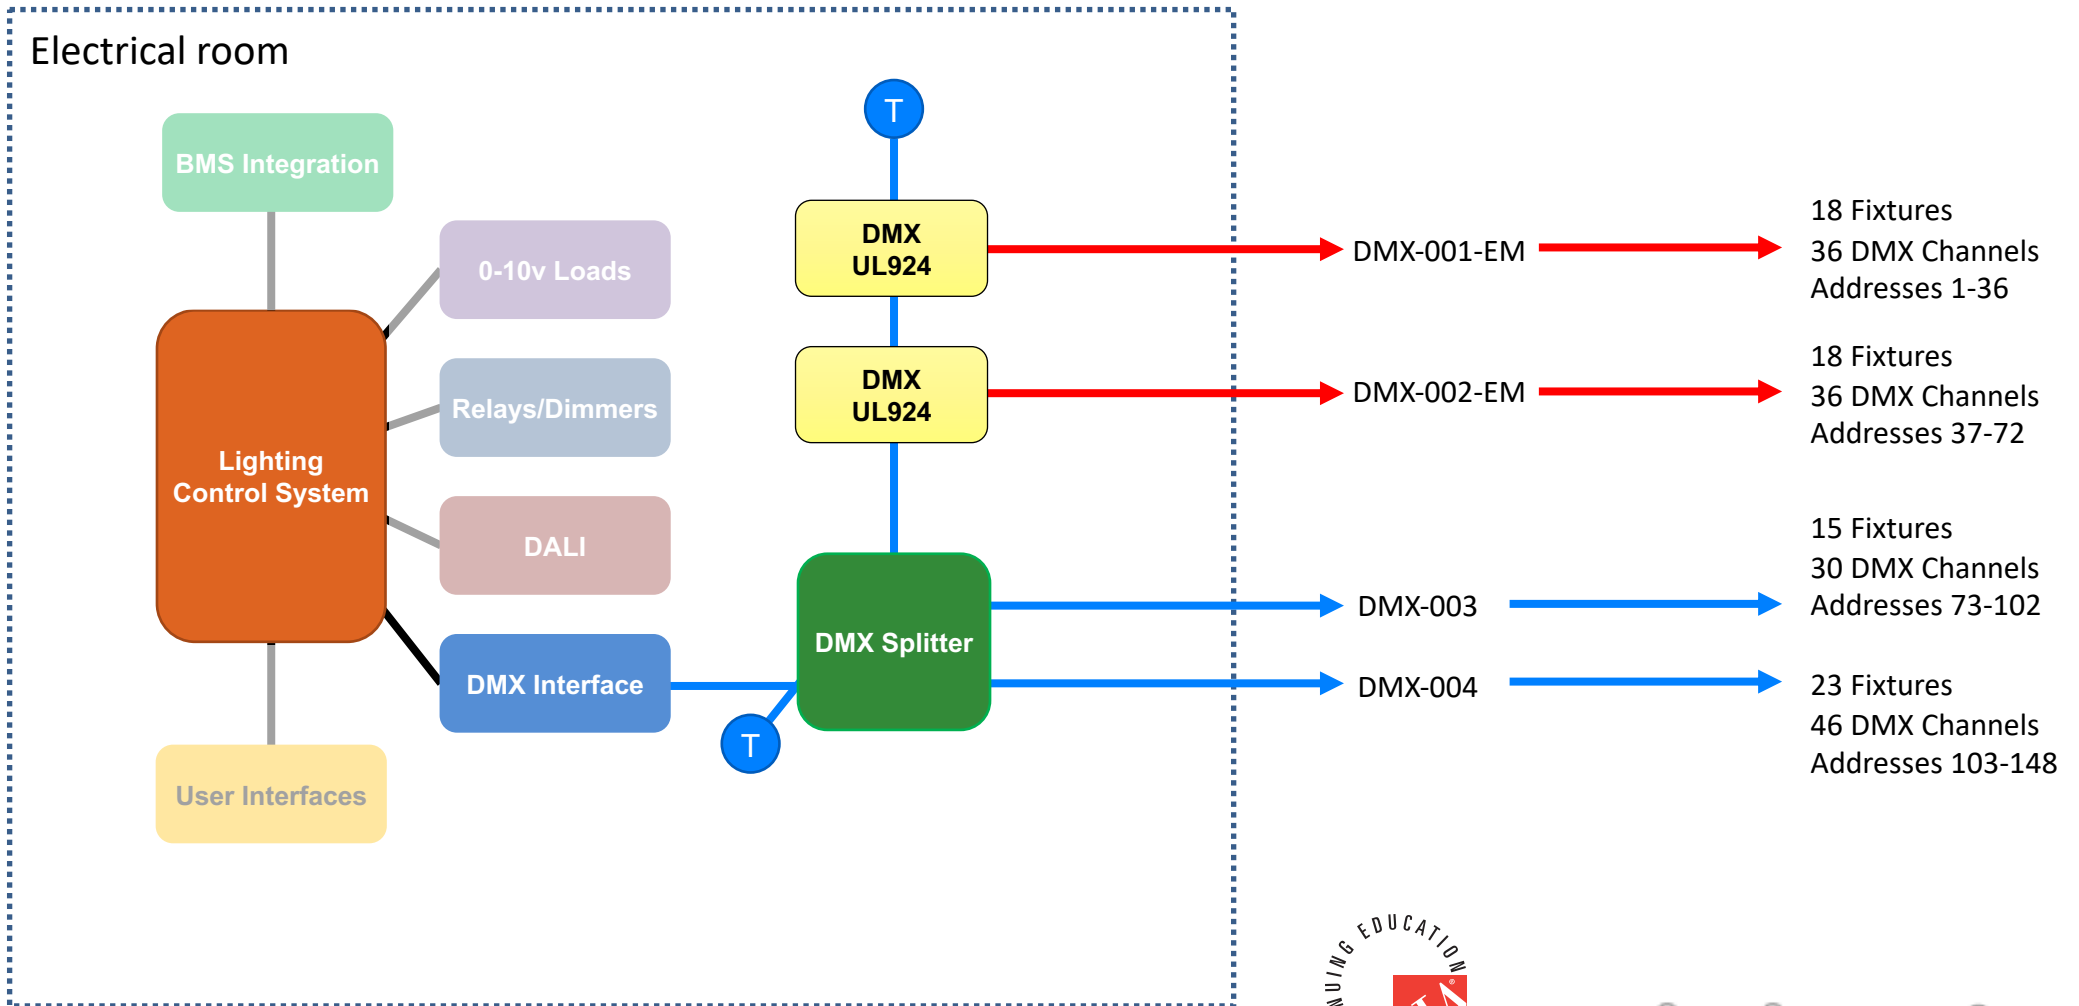 Electrical room
T
BMS Integration
DMX
UL924
18 Fixtures
DMX-001-EM
36 DMX Channels
Addresses 1-36
0-10v Loads
DMX
UL924
18 Fixtures
DMX-002-EM
36 DMX Channels
Addresses 37-72
Relays/Dimmers
Lighting
Control System
DALI
15 Fixtures
30 DMX Channels
DMX-003
Addresses 73-102
DMX Splitter
DMX Interface
DMX-004
23 Fixtures
46 DMX Channels
Addresses 103-148
T
User Interfaces
EDUCATION